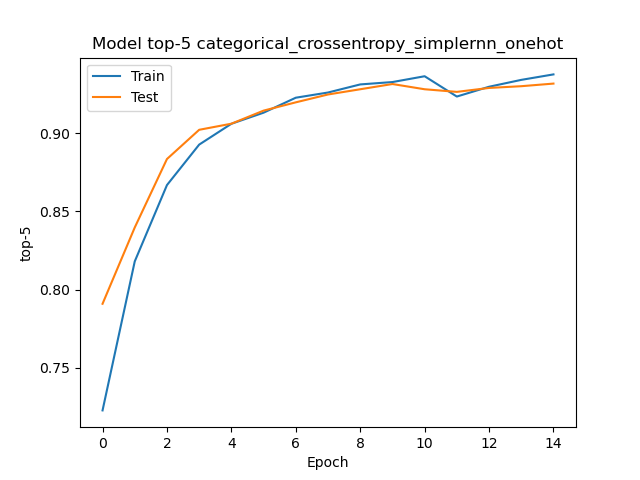 Model top-5 categorical_crossentropy_simplernn_onehot
Train
Test
0.90
0.85
0.80
0.75
top-5
0 2 4 6 8 10 12 14
Epoch